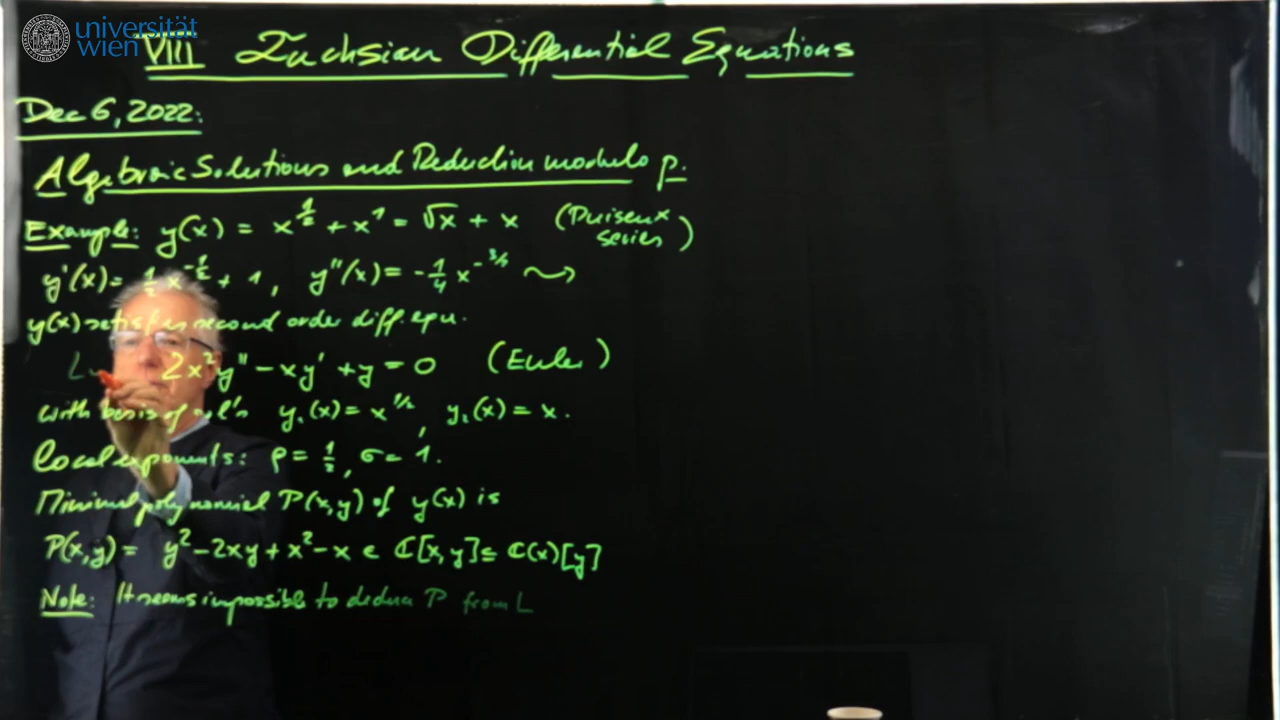 universität
wien
VIII Fuchsian Differential Equations
Dec 6, 2022:
Algebraic Solutions and Reduction modulo p.
Example: y(x) = x^{1/2} + x^1 = √x + x (Puiseux series)
y'(x) = 1/2 x^{-1/2} + 1, y''(x) = -1/4 x^{-3/2} ⤳
y(x) satisfies second order diff. equ.
2x²y'' - xy' + y = 0 (Euler)
with basis of sol's y₁(x) = x^{1/2}, y₂(x) = x.
Local exponents: ρ = 1/2, σ = 1.
Minimal polynomial P(x,y) of y(x) is
P(x,y) = y² - 2xy + x² - x ∈ ℂ[x,y] ⊆ ℂ(x)[y]
Note: It seems impossible to deduce P from L